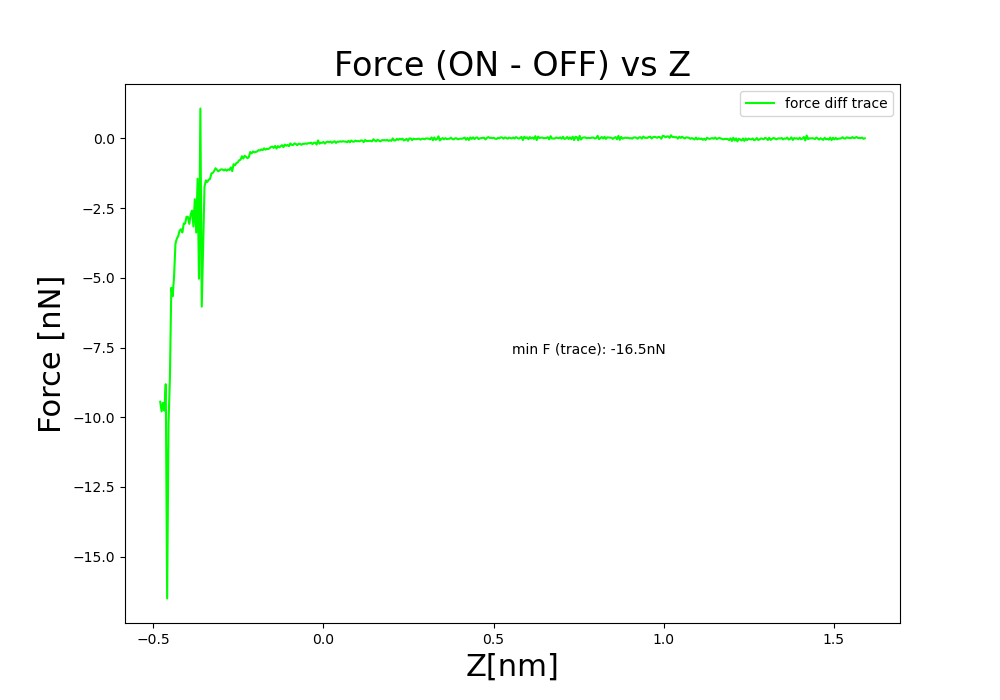 Force (ON - OFF) vs Z
force diff trace
0.0
−2.5
−5.0
−7.5
−10.0
−12.5
−15.0
Force [nN]
min F (trace): -16.5nN
−0.5 0.0 0.5 1.0 1.5
Z[nm]